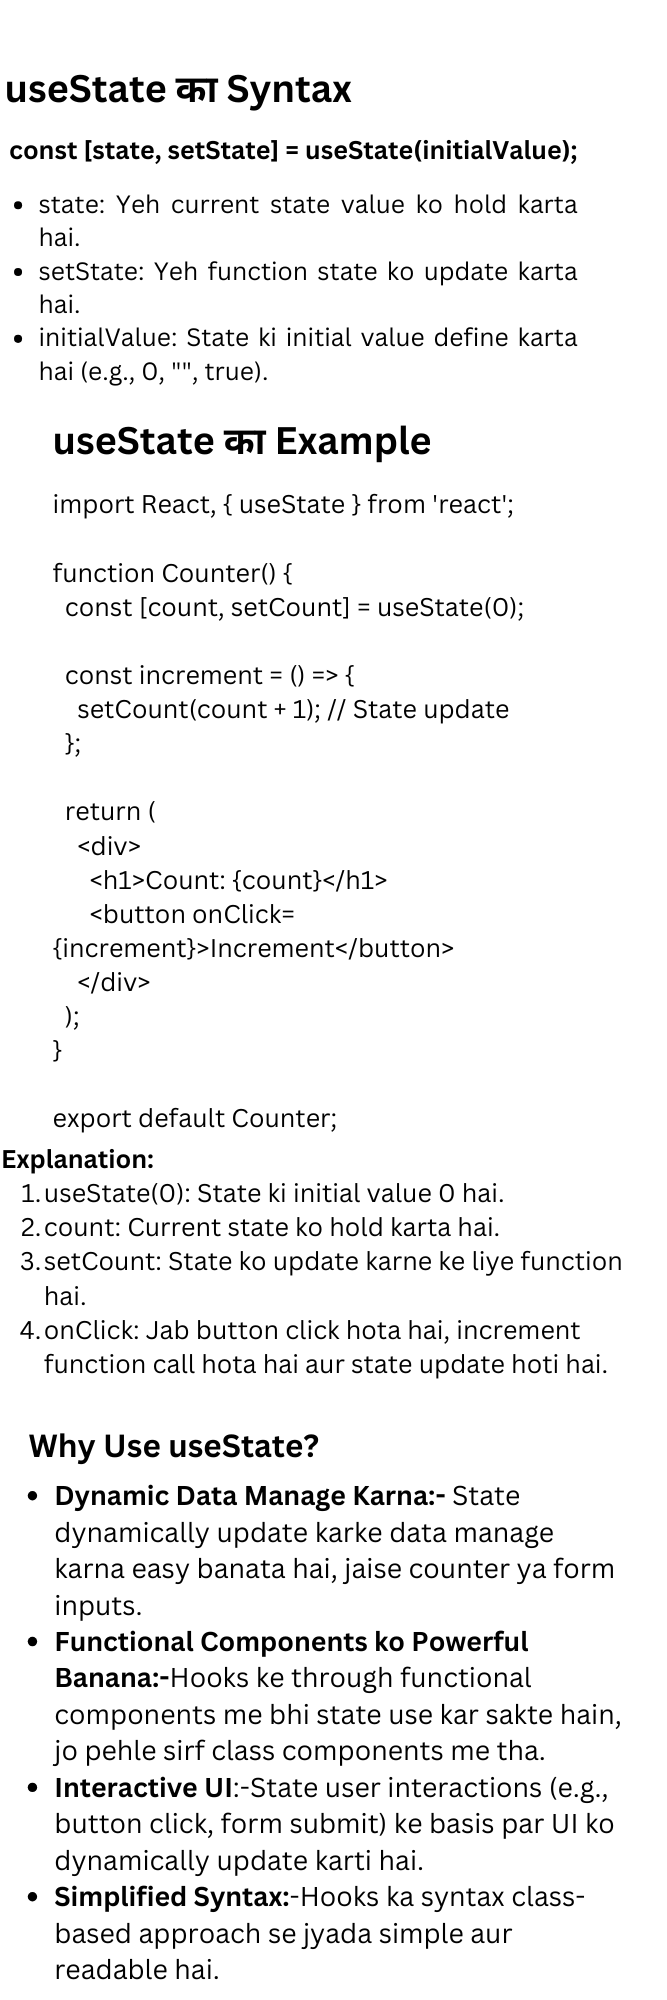 useState का Syntax
const [state, setState] = useState(initialValue);
• state: Yeh current state value ko hold karta
hai.
• setState: Yeh function state ko update karta
hai.
• initialValue: State ki initial value define karta
hai (e.g., 0, "", true).
useState का Example
import React, { useState } from 'react';
function Counter() {
const [count, setCount] = useState(0);
const increment = () => {
setCount(count + 1); // State update
};
return (
<div>
<h1>Count: {count}</h1>
<button onClick=
{increment}>Increment</button>
</div>
);
}
export default Counter;
Explanation:
1. useState(0): State ki initial value 0 hai.
2. count: Current state ko hold karta hai.
3. setCount: State ko update karne ke liye function
hai.
4. onClick: Jab button click hota hai, increment
function call hota hai aur state update hoti hai.
Why Use useState?
• Dynamic Data Manage Karna:- State
dynamically update karke data manage
karna easy banata hai, jaise counter ya form
inputs.
• Functional Components ko Powerful
Banana:-Hooks ke through functional
components me bhi state use kar sakte hain,
jo pehle sirf class components me tha.
• Interactive UI:-State user interactions (e.g.,
button click, form submit) ke basis par UI ko
dynamically update karti hai.
• Simplified Syntax:-Hooks ka syntax class-
based approach se jyada simple aur
readable hai.